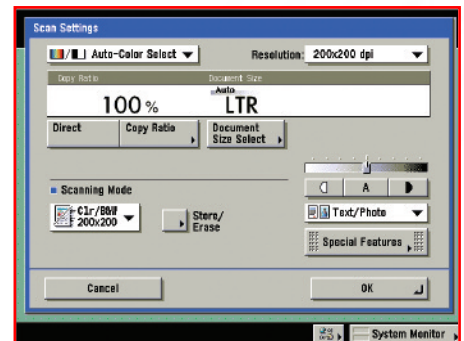 Scan Settings
Auto-Color Select
Resolution: 200x200 dpi
Copy Ratio
Document Size
100 %
Auto
LTR
Direct
Copy Ratio
Document
Size Select
Scanning Mode
Clr/B&W
200x200
Store/
Erase
A
Text/Photo
Special Features
Cancel
OK
System Monitor